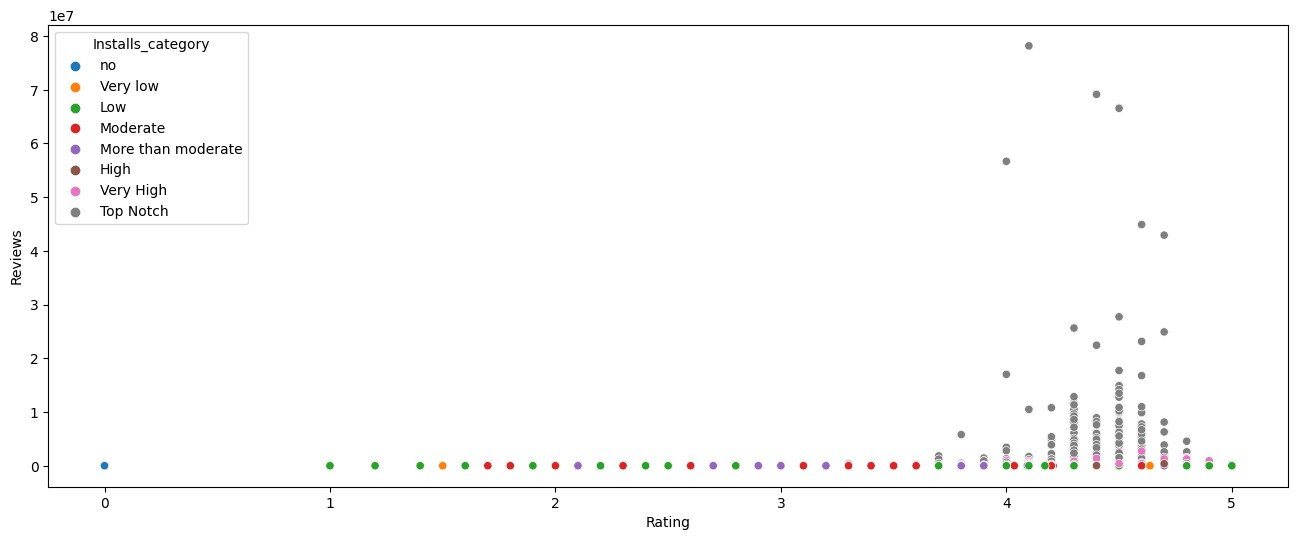 1e7
8
7
6
5
4
3
2
1
0
Reviews
Installs_category
no
Very low
Low
Moderate
More than moderate
High
Very High
Top Notch
0 1 2 3 4 5
Rating